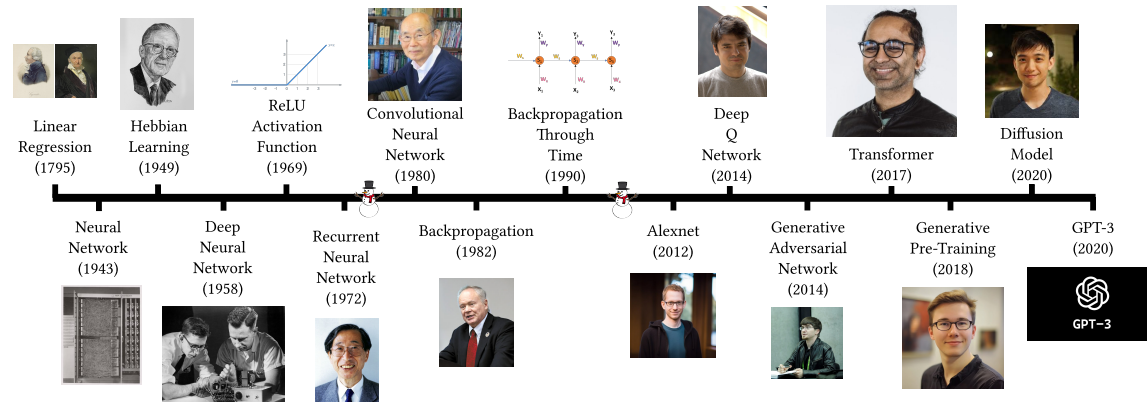 Linear
Regression
(1795)
Hebbian
Learning
(1949)
ReLU
Activation
Function
(1969)
Convolutional
Neural
Network
(1980)
Backpropagation
Through
Time
(1990)
Deep
Q
Network
(2014)
Transformer
(2017)
Diffusion
Model
(2020)
Neural
Network
(1943)
Deep
Neural
Network
(1958)
Recurrent
Neural
Network
(1972)
Backpropagation
(1982)
Alexnet
(2012)
Generative
Adversarial
Network
(2014)
Generative
Pre-Training
(2018)
GPT-3
(2020)
GPT-3